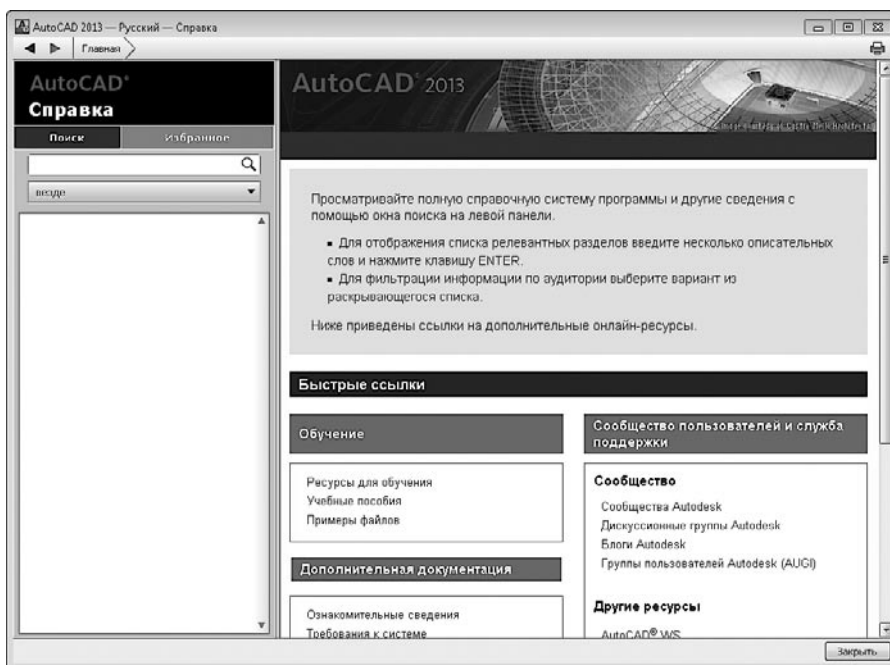 AutoCAD 2013 — Русский — Справка
Главная
AutoCAD®
Справка
Поиск
Избранное
везде
AutoCAD® 2013
Просматривайте полную справочную систему программы и другие сведения с
помощью окна поиска на левой панели.
▪ Для отображения списка релевантных разделов введите несколько описательных
слов и нажмите клавишу ENTER.
▪ Для фильтрации информации по аудитории выберите вариант из
раскрывающегося списка.
Ниже приведены ссылки на дополнительные онлайн-ресурсы.
Быстрые ссылки
Обучение
Ресурсы для обучения
Учебные пособия
Примеры файлов
Дополнительная документация
Ознакомительные сведения
Требования к системе
Сообщество пользователей и служба
поддержки
Сообщество
Сообщества Autodesk
Дискуссионные группы Autodesk
Блоги Autodesk
Группы пользователей Autodesk (AUGI)
Другие ресурсы
AutoCAD® WS
Закрыть